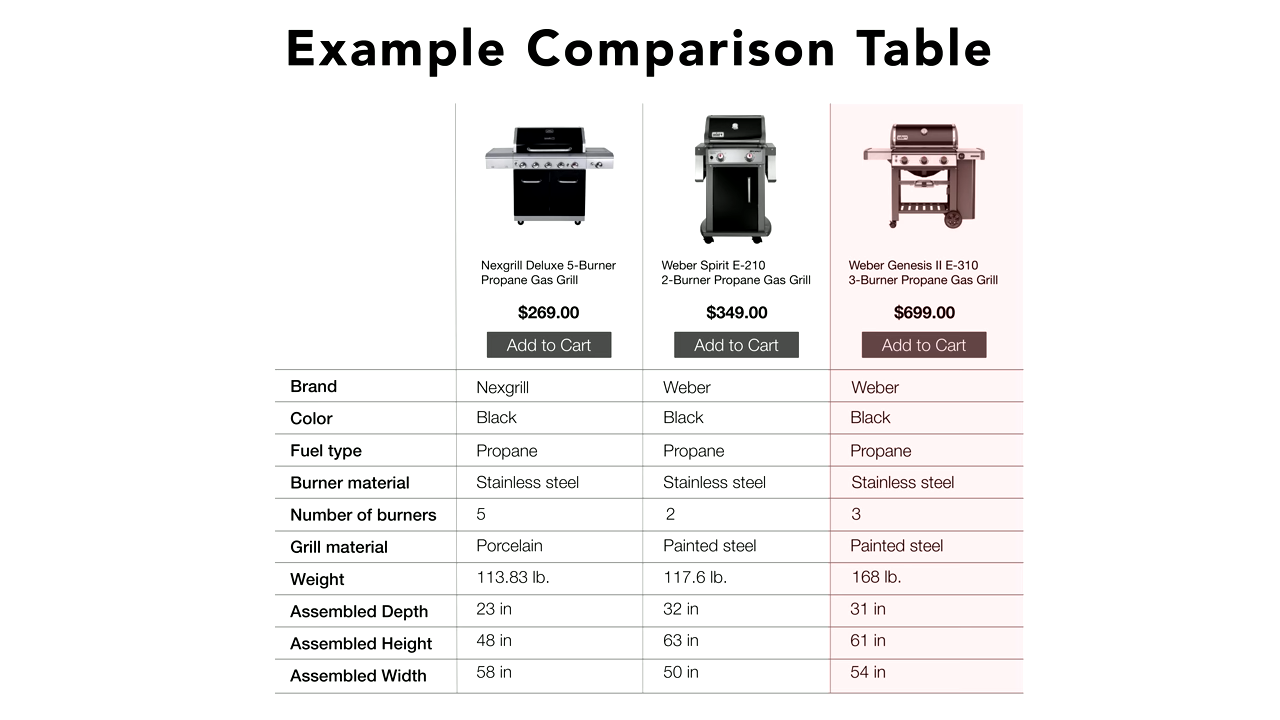 Example Comparison Table
Nexgrill Deluxe 5-Burner
Propane Gas Grill
$269.00
Add to Cart
Weber Spirit E-210
2-Burner Propane Gas Grill
$349.00
Add to Cart
Weber Genesis II E-310
3-Burner Propane Gas Grill
$699.00
Add to Cart
Brand Nexgrill Weber Weber
Color Black Black Black
Fuel type Propane Propane Propane
Burner material Stainless steel Stainless steel Stainless steel
Number of burners 5 2 3
Grill material Porcelain Painted steel Painted steel
Weight 113.83 lb. 117.6 lb. 168 lb.
Assembled Depth 23 in 32 in 31 in
Assembled Height 48 in 63 in 61 in
Assembled Width 58 in 50 in 54 in